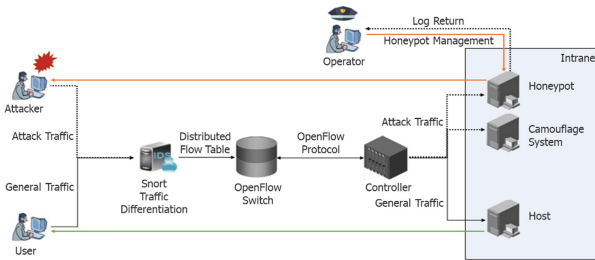 Log Return
Honeypot Management
Operator
Intrane
Honeypot
Attacker
Attack Traffic
Attack Traffic
Camouflage
System
Distributed
Flow Table
OpenFlow
Protocol
IDS
General Traffic
Snort
Traffic
Differentiation
OpenFlow
Switch
Controller
General Traffic
Host
User